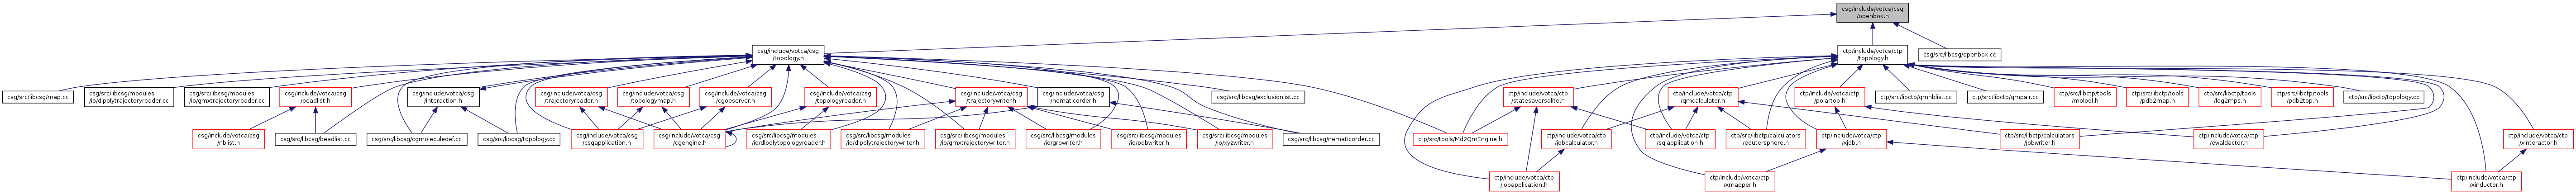 csg/include/votca/csg
/openbox.h
csg/include/votca/csg
/topology.h
ctp/include/votca/ctp
/topology.h
csg/src/libcsg/openbox.cc
csg/src/libcsg/map.cc
csg/src/libcsg/modules
/io/dlpolytrajectoryreader.cc
csg/src/libcsg/modules
/io/gmxtrajectoryreader.cc
csg/include/votca/csg
/beadlist.h
csg/include/votca/csg
/interaction.h
csg/include/votca/csg
/trajectoryreader.h
csg/include/votca/csg
/topologymap.h
csg/include/votca/csg
/cgobserver.h
csg/include/votca/csg
/topologyreader.h
csg/include/votca/csg
/trajectorywriter.h
csg/include/votca/csg
/nematicorder.h
csg/src/libcsg/exclusionlist.cc
ctp/include/votca/ctp
/statesaversqlite.h
ctp/include/votca/ctp
/qmcalculator.h
ctp/include/votca/ctp
/polartop.h
ctp/src/libctp/qmnblist.cc
ctp/src/libctp/qmpair.cc
ctp/src/libctp/tools
/molpol.h
ctp/src/libctp/tools
/pdb2map.h
ctp/src/libctp/tools
/log2mps.h
ctp/src/libctp/tools
/pdb2top.h
ctp/src/libctp/topology.cc
csg/include/votca/csg
/nblist.h
csg/src/libcsg/beadlist.cc
csg/src/libcsg/cgmoleculedef.cc
csg/src/libcsg/topology.cc
csg/include/votca/csg
/csgapplication.h
csg/include/votca/csg
/cgengine.h
csg/src/libcsg/modules
/io/dlpolytopologyreader.h
csg/src/libcsg/modules
/io/dlpolytrajectorywriter.h
csg/src/libcsg/modules
/io/gmxtrajectorywriter.h
csg/src/libcsg/modules
/io/growriter.h
csg/src/libcsg/modules
/io/pdbwriter.h
csg/src/libcsg/modules
/io/xyzwriter.h
csg/src/libcsg/nematicorder.cc
ctp/src/tools/Md2QmEngine.h
ctp/include/votca/ctp
/jobcalculator.h
ctp/include/votca/ctp
/sqlapplication.h
ctp/src/libctp/calculators
/eoutersphere.h
ctp/include/votca/ctp
/xjob.h
ctp/src/libctp/calculators
/jobwriter.h
ctp/include/votca/ctp
/ewaldactor.h
ctp/include/votca/ctp
/xinteractor.h
ctp/include/votca/ctp
/jobapplication.h
ctp/include/votca/ctp
/xmapper.h
ctp/include/votca/ctp
/xinductor.h